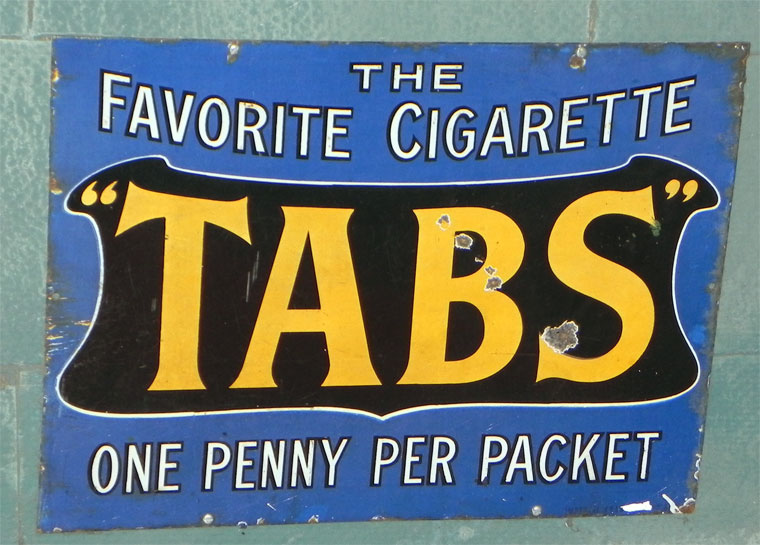 THE
FAVORITE CIGARETTE
“TABS”
ONE PENNY PER PACKET